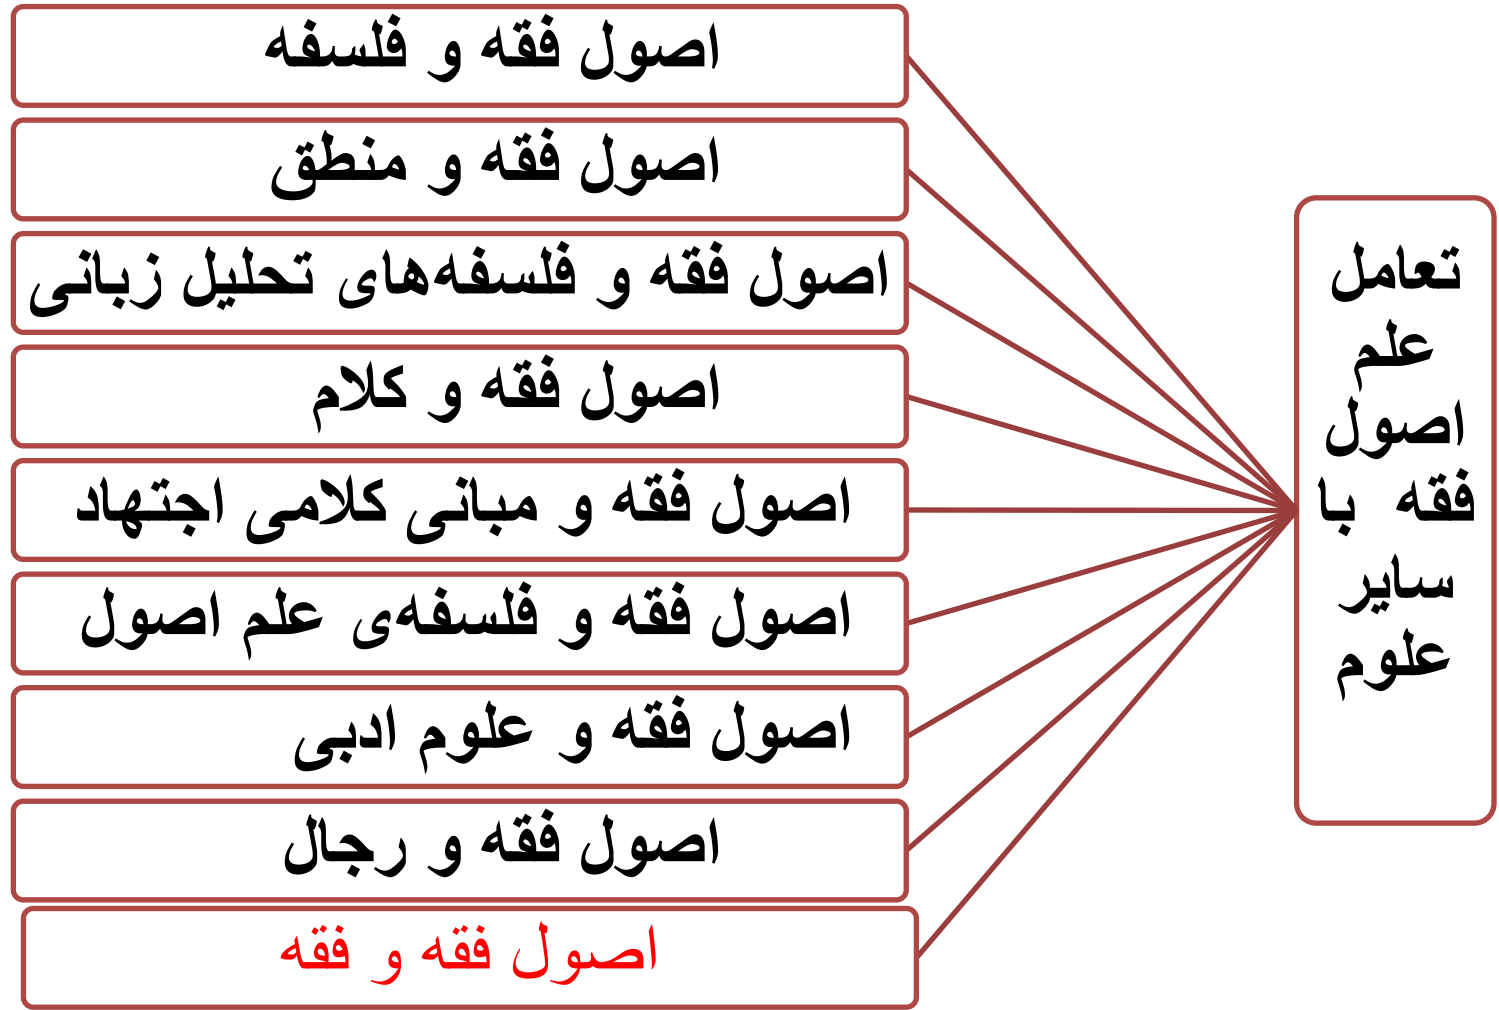 تعامل
علم
اصول
فقه با
سایر
علوم
اصول فقه و فلسفه
اصول فقه و منطق
اصول فقه و فلسفه‌های تحلیل زبانی
اصول فقه و کلام
اصول فقه و مبانی کلامی اجتهاد
اصول فقه و فلسفه‌ی علم اصول
اصول فقه و علوم ادبی
اصول فقه و رجال
اصول فقه و فقه